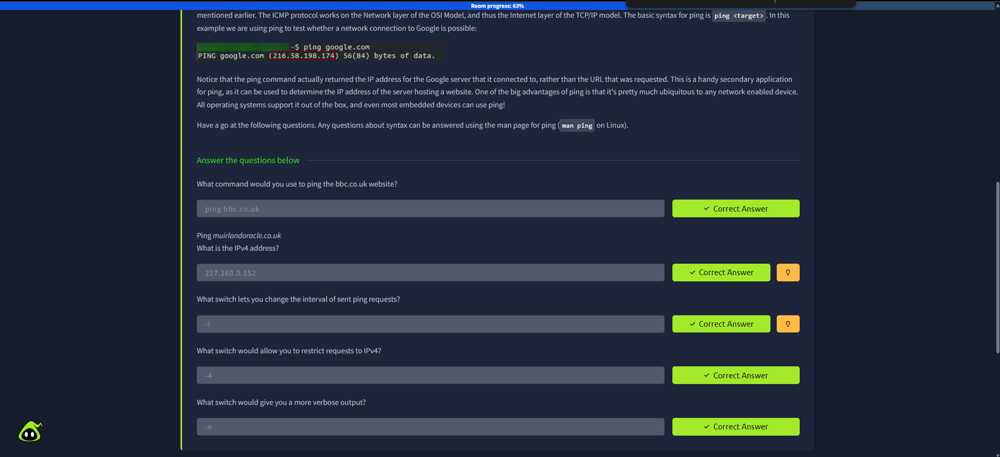 Room progress: 63%
mentioned earlier. The ICMP protocol works on the Network layer of the OSI Model, and thus the Internet layer of the TCP/IP model. The basic syntax for ping is ping <target>. In this
example we are using ping to test whether a network connection to Google is possible:
~$ ping google.com
PING google.com (216.58.198.174) 56(84) bytes of data.
Notice that the ping command actually returned the IP address for the Google server that it connected to, rather than the URL that was requested. This is a handy secondary application
for ping, as it can be used to determine the IP address of the server hosting a website. One of the big advantages of ping is that it's pretty much ubiquitous to any network enabled device.
All operating systems support it out of the box, and even most embedded devices can use ping!
Have a go at the following questions. Any questions about syntax can be answered using the man page for ping (man ping on Linux).
Answer the questions below
What command would you use to ping the bbc.co.uk website?
ping bbc.co.uk
Correct Answer
Ping muirlandoracle.co.uk
What is the IPv4 address?
217.160.0.152
Correct Answer
What switch lets you change the interval of sent ping requests?
-i
Correct Answer
What switch would allow you to restrict requests to IPv4?
-4
Correct Answer
What switch would give you a more verbose output?
-v
Correct Answer